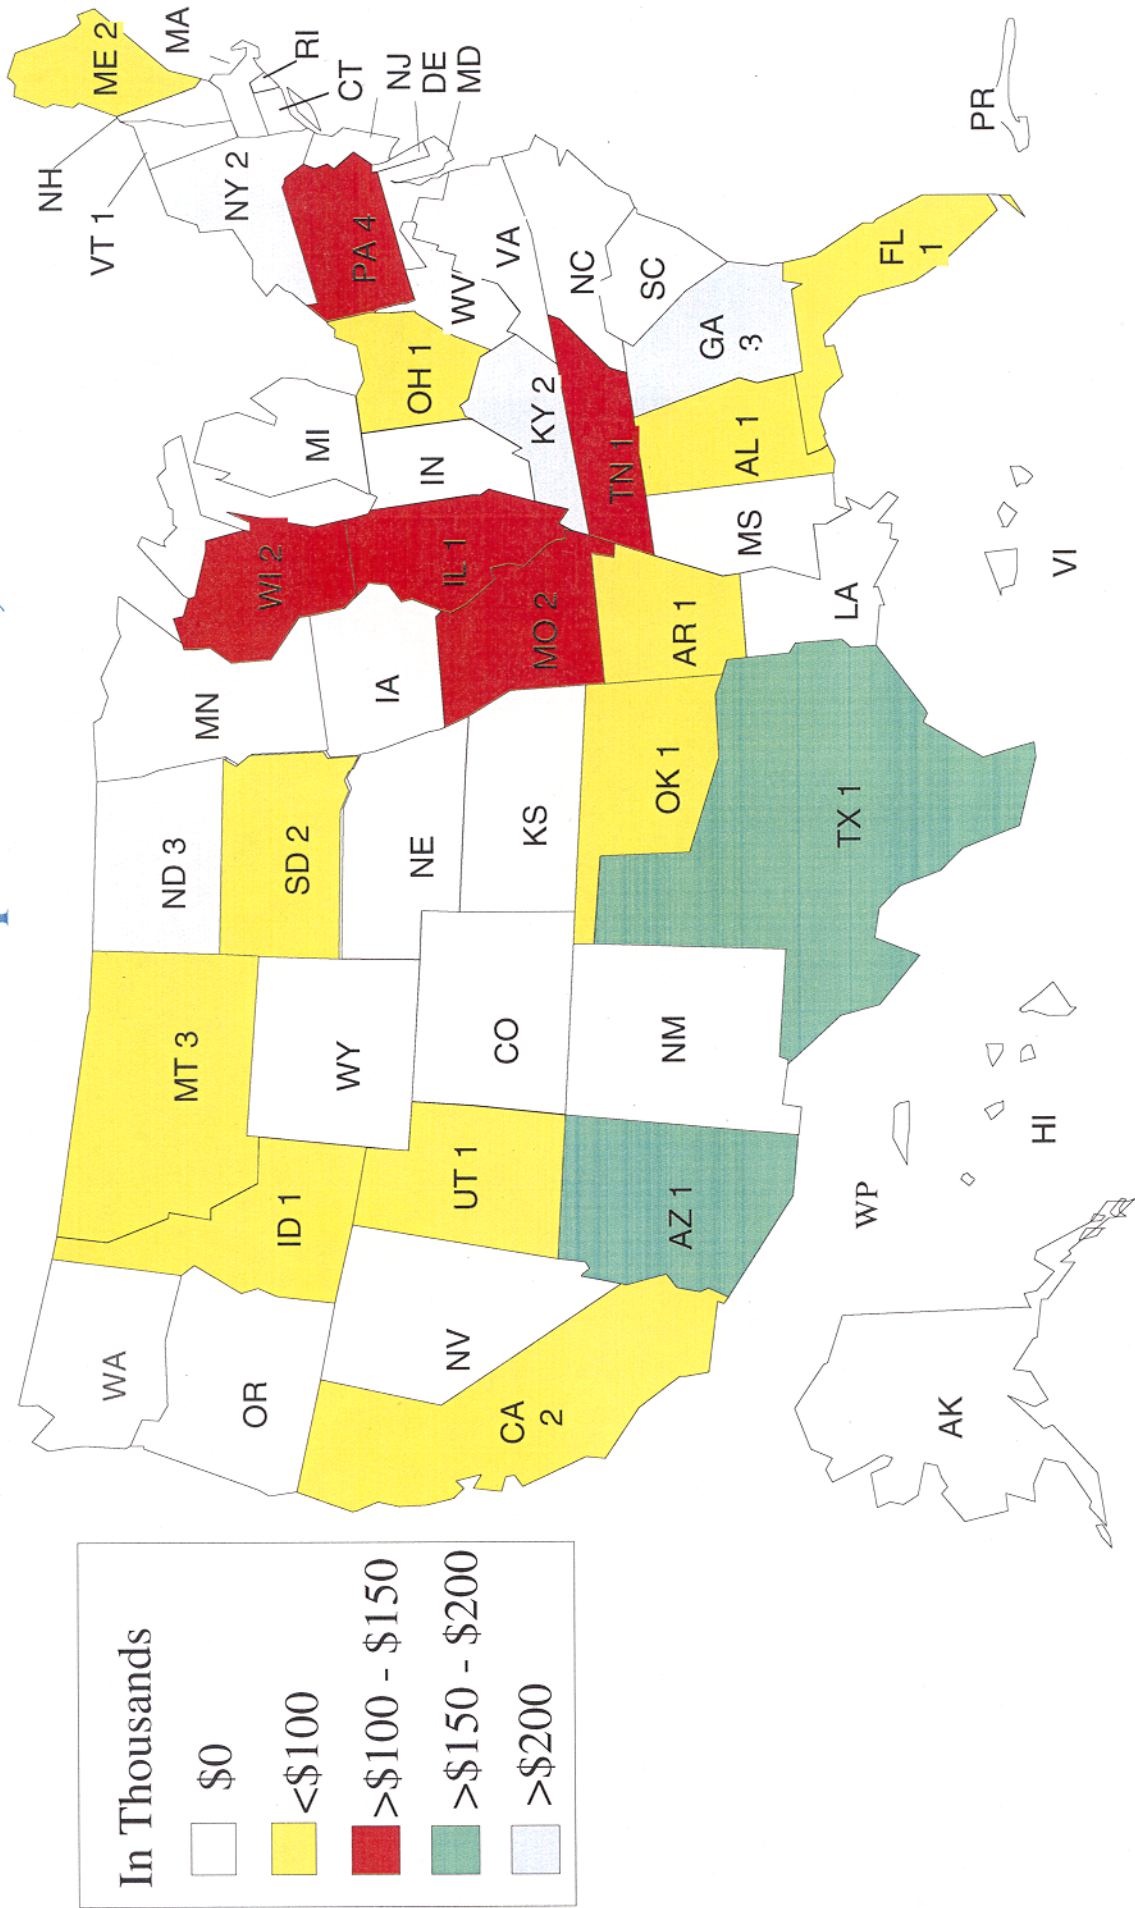 In Thousands
$0
<$100
>$100 - $150
>$150 - $200
>$200
WA
OR
CA
2
NV
ID 1
MT 3
WY
UT 1
AZ 1
CO
NM
ND 3
SD 2
NE
KS
OK 1
TX 1
MN
IA
MO 2
AR 1
LA
WI 2
IL 1
MI
IN
OH 1
KY 2
TN 1
MS
AL 1
GA
3
FL
1
SC
NC
VA
WV
PA 4
NY 2
VT 1
NH
ME 2
MA
RI
CT
NJ
DE
MD
AK
WP
HI
VI
PR